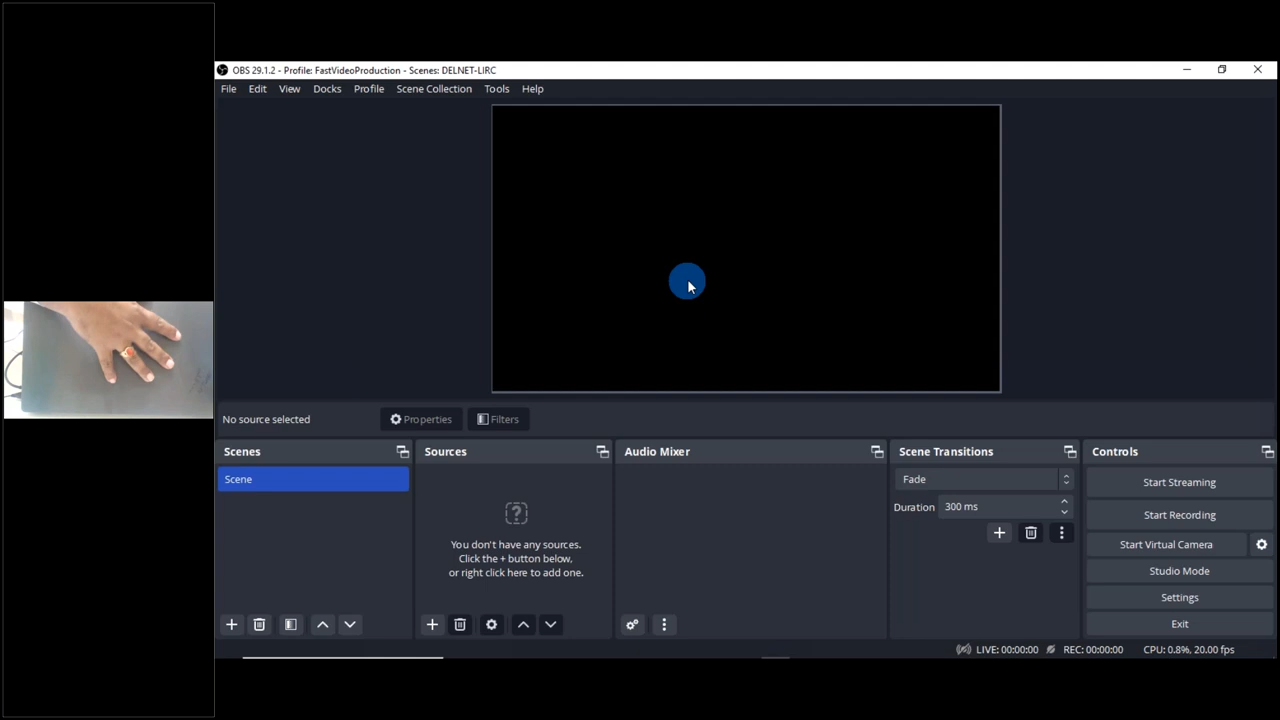 OBS 29.1.2 - Profile: FastVideoProduction - Scenes: DELNET-LIRC
File Edit View Docks Profile Scene Collection Tools Help
No source selected Properties Filters
Scenes Sources Audio Mixer Scene Transitions Controls
Scene
You don't have any sources.
Click the + button below,
or right click here to add one.
Fade
Duration 300 ms
Start Streaming
Start Recording
Start Virtual Camera
Studio Mode
Settings
Exit
LIVE: 00:00:00 REC: 00:00:00 CPU: 0.8%, 20.00 fps